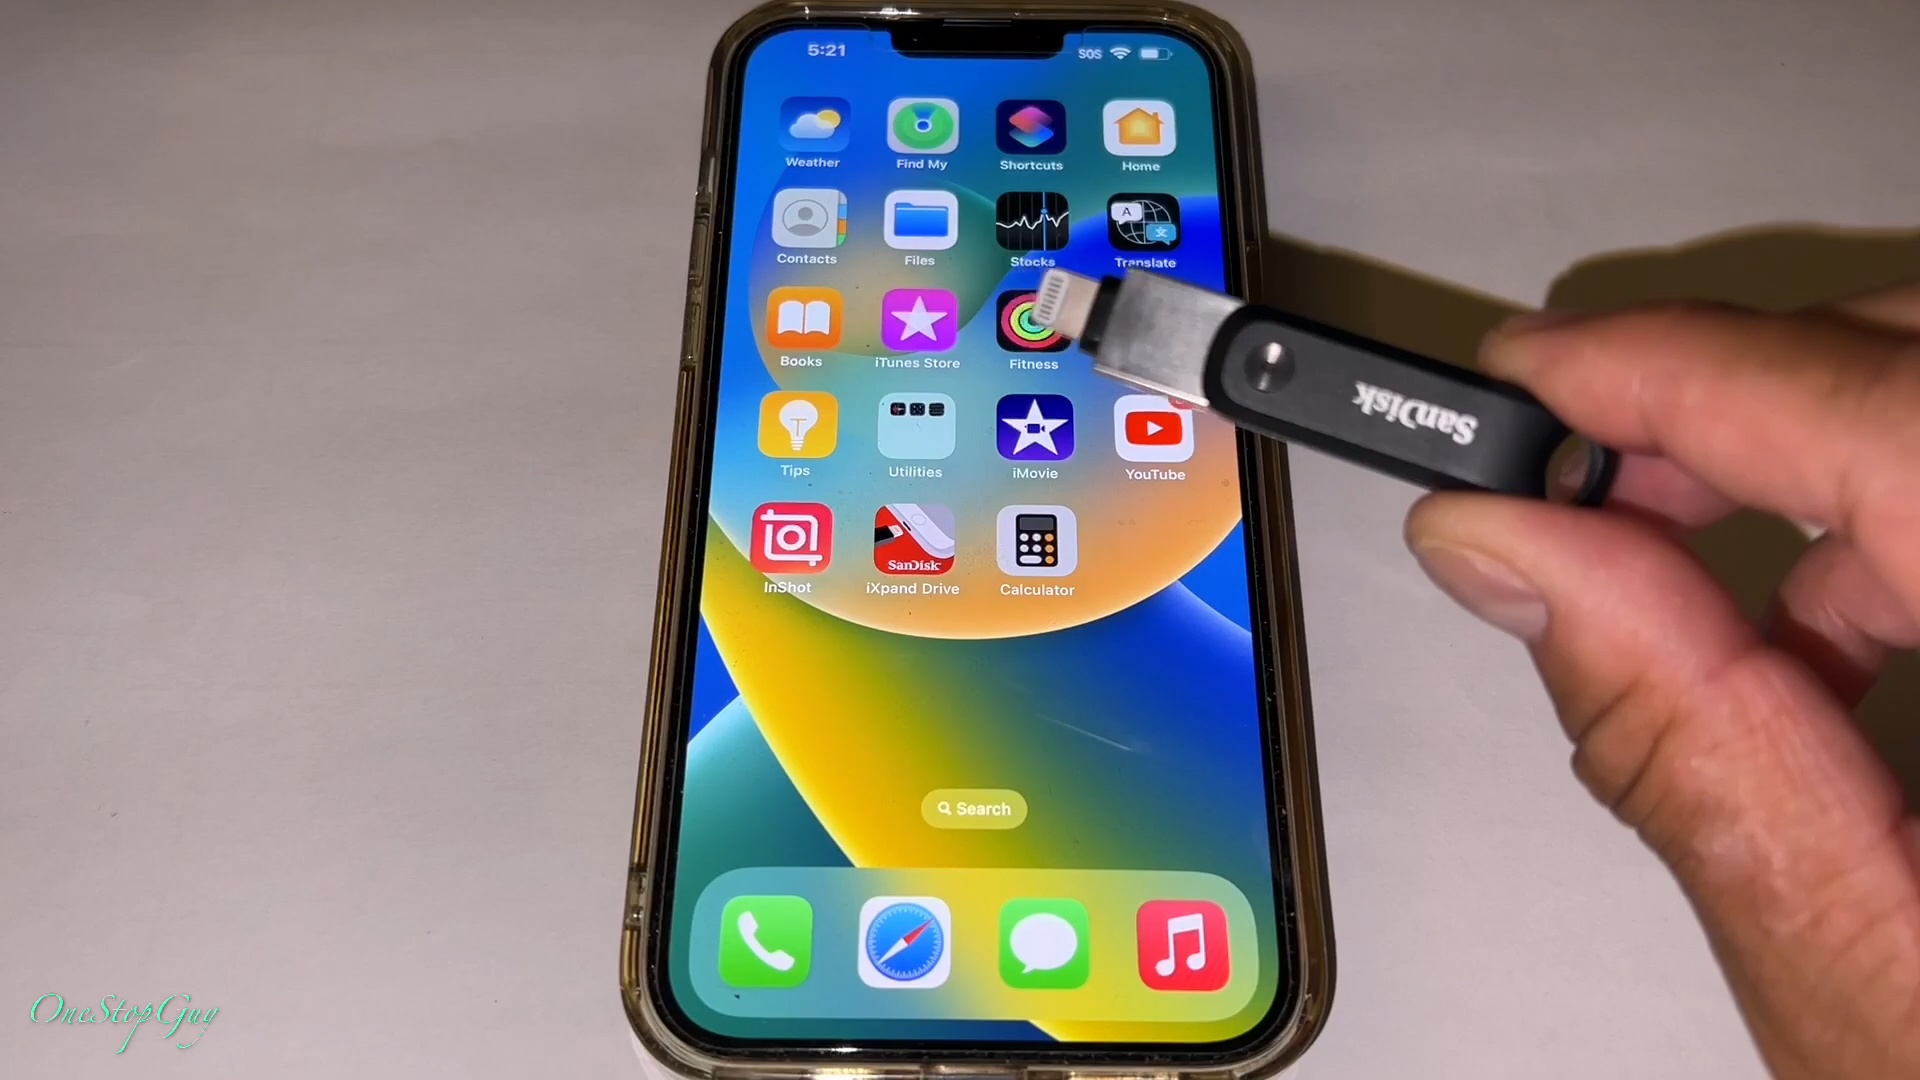 5:21
SOS
Weather
Find My
Shortcuts
Home
Contacts
Files
Stocks
A
文
Translate
Books
iTunes Store
Fitness
Tips
Utilities
iMovie
YouTube
SanDisk
InShot
SanDisk
iXpand Drive
Calculator
Search
OneStopGuy